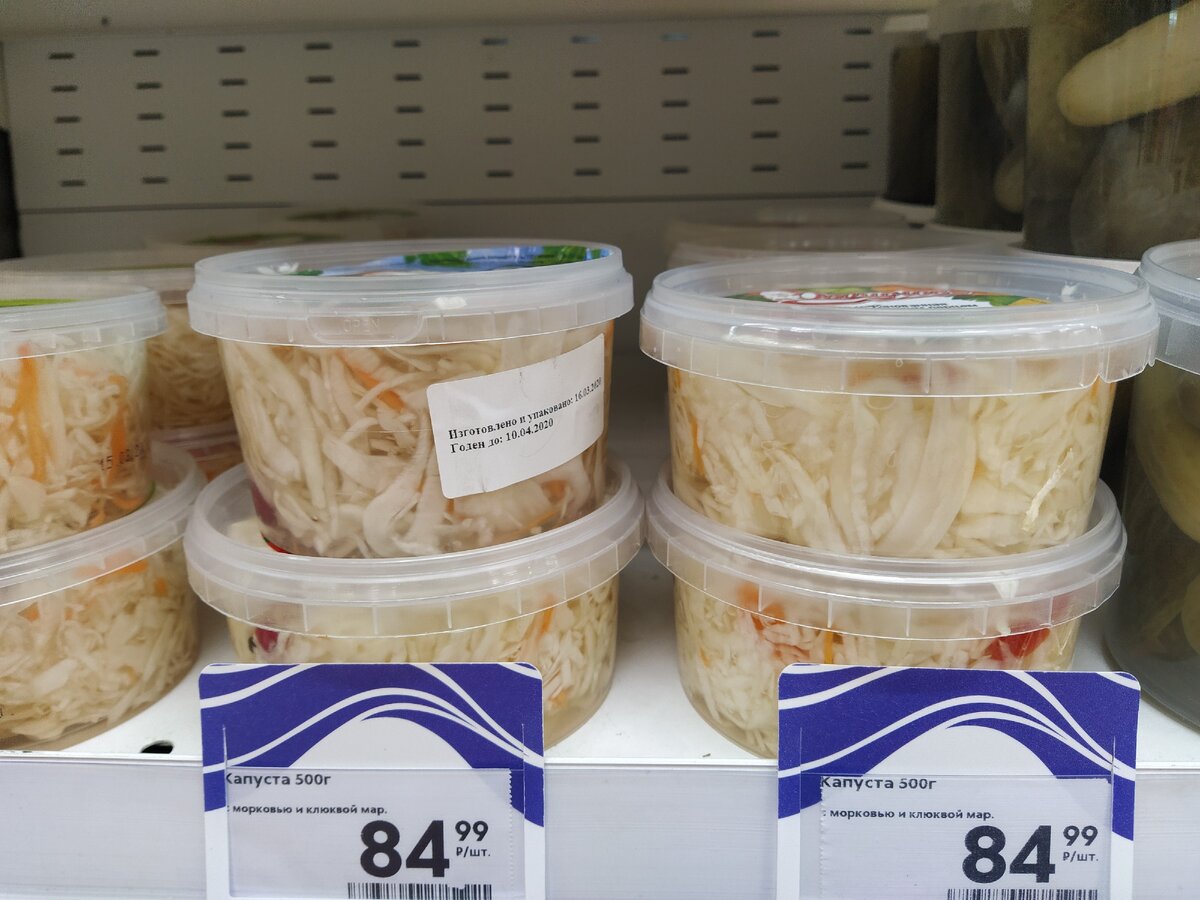 OPEN
Изготовлено и упаковано: 16.03.2020
Годен до: 10.04.2020
Капуста 500г
с морковью и клюквой мар.
84 99
₽/шт.
Капуста 500г
с морковью и клюквой мар.
84 99
₽/шт.